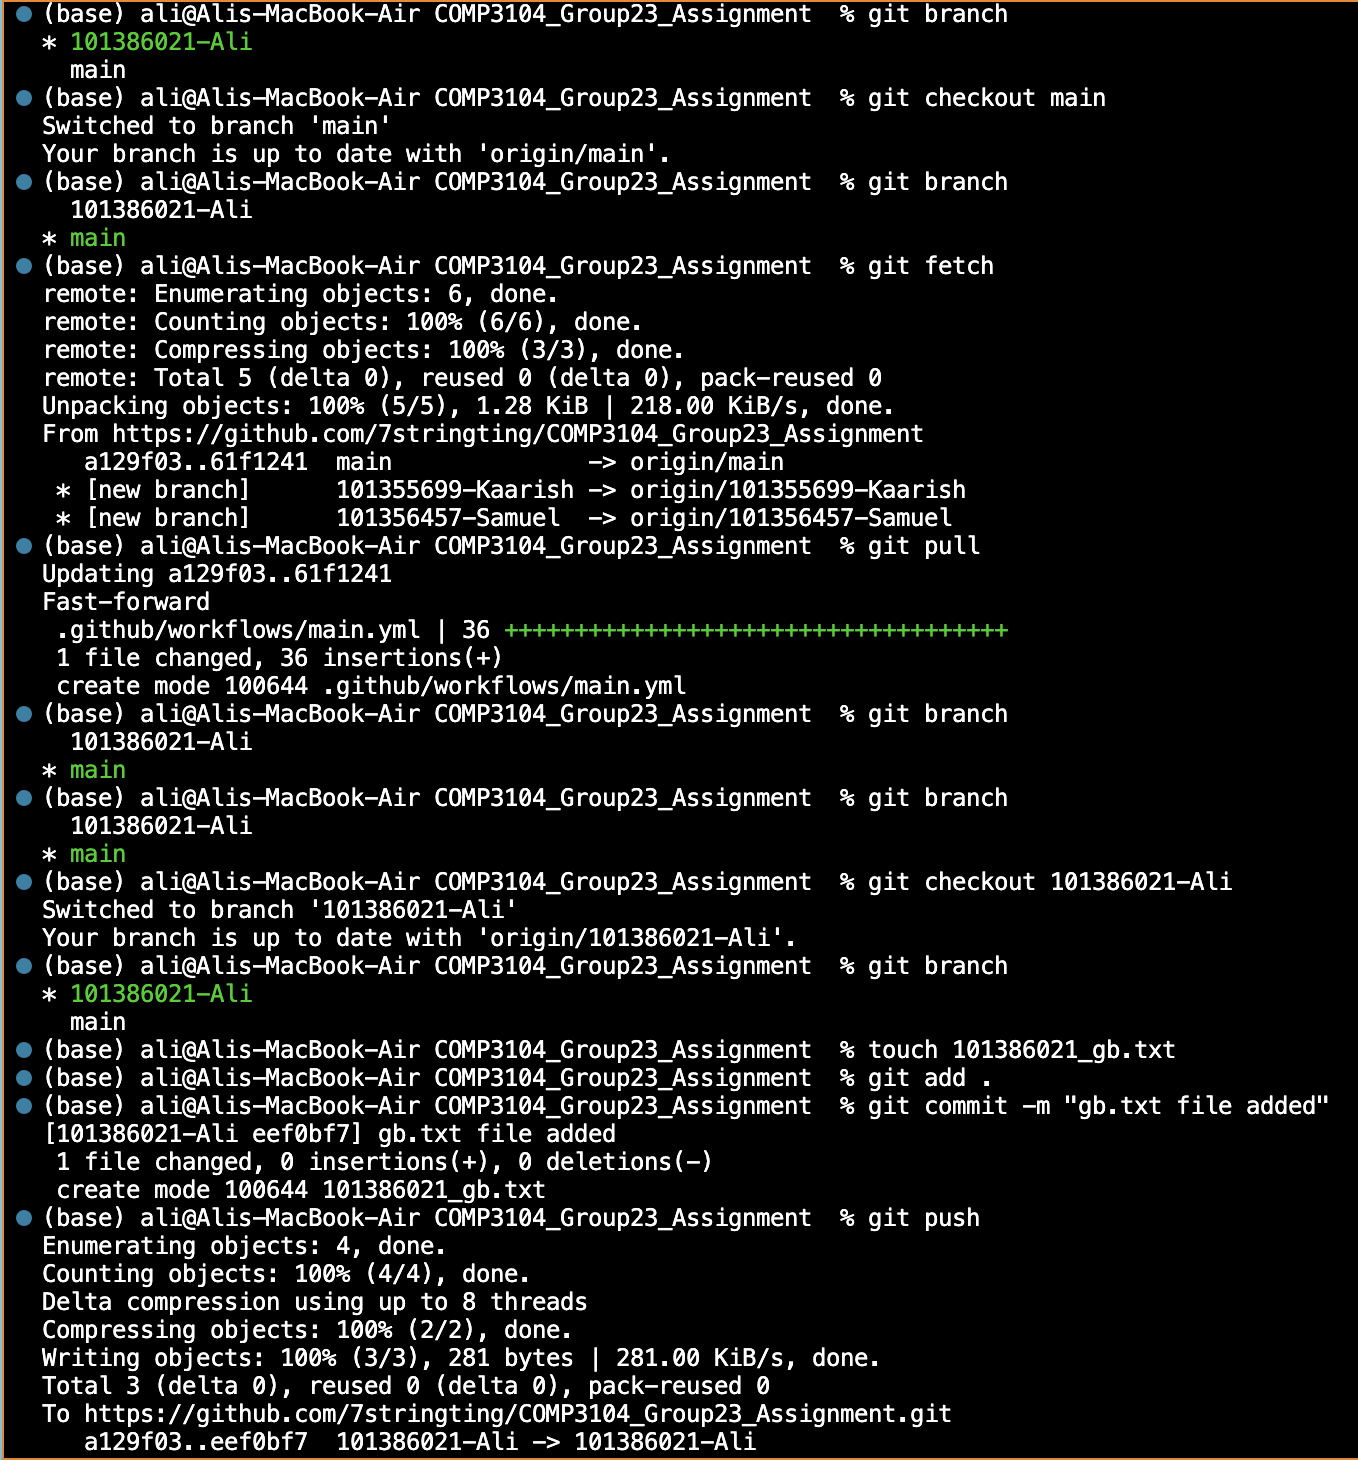 (base) ali@Alis-MacBook-Air COMP3104_Group23_Assignment  % git branch
* 101386021-Ali
  main
(base) ali@Alis-MacBook-Air COMP3104_Group23_Assignment  % git checkout main
Switched to branch 'main'
Your branch is up to date with 'origin/main'.
(base) ali@Alis-MacBook-Air COMP3104_Group23_Assignment  % git branch
  101386021-Ali
* main
(base) ali@Alis-MacBook-Air COMP3104_Group23_Assignment  % git fetch
remote: Enumerating objects: 6, done.
remote: Counting objects: 100% (6/6), done.
remote: Compressing objects: 100% (3/3), done.
remote: Total 5 (delta 0), reused 0 (delta 0), pack-reused 0
Unpacking objects: 100% (5/5), 1.28 KiB | 218.00 KiB/s, done.
From https://github.com/7stringting/COMP3104_Group23_Assignment
   a129f03..61f1241  main              -> origin/main
 * [new branch]      101355699-Kaarish -> origin/101355699-Kaarish
 * [new branch]      101356457-Samuel  -> origin/101356457-Samuel
(base) ali@Alis-MacBook-Air COMP3104_Group23_Assignment  % git pull
Updating a129f03..61f1241
Fast-forward
 .github/workflows/main.yml | 36 ++++++++++++++++++++++++++++++++++++
 1 file changed, 36 insertions(+)
 create mode 100644 .github/workflows/main.yml
(base) ali@Alis-MacBook-Air COMP3104_Group23_Assignment  % git branch
  101386021-Ali
* main
(base) ali@Alis-MacBook-Air COMP3104_Group23_Assignment  % git branch
  101386021-Ali
* main
(base) ali@Alis-MacBook-Air COMP3104_Group23_Assignment  % git checkout 101386021-Ali
Switched to branch '101386021-Ali'
Your branch is up to date with 'origin/101386021-Ali'.
(base) ali@Alis-MacBook-Air COMP3104_Group23_Assignment  % git branch
* 101386021-Ali
  main
(base) ali@Alis-MacBook-Air COMP3104_Group23_Assignment  % touch 101386021_gb.txt
(base) ali@Alis-MacBook-Air COMP3104_Group23_Assignment  % git add .
(base) ali@Alis-MacBook-Air COMP3104_Group23_Assignment  % git commit -m "gb.txt file added"
[101386021-Ali eef0bf7] gb.txt file added
 1 file changed, 0 insertions(+), 0 deletions(-)
 create mode 100644 101386021_gb.txt
(base) ali@Alis-MacBook-Air COMP3104_Group23_Assignment  % git push
Enumerating objects: 4, done.
Counting objects: 100% (4/4), done.
Delta compression using up to 8 threads
Compressing objects: 100% (2/2), done.
Writing objects: 100% (3/3), 281 bytes | 281.00 KiB/s, done.
Total 3 (delta 0), reused 0 (delta 0), pack-reused 0
To https://github.com/7stringting/COMP3104_Group23_Assignment.git
   a129f03..eef0bf7  101386021-Ali -> 101386021-Ali